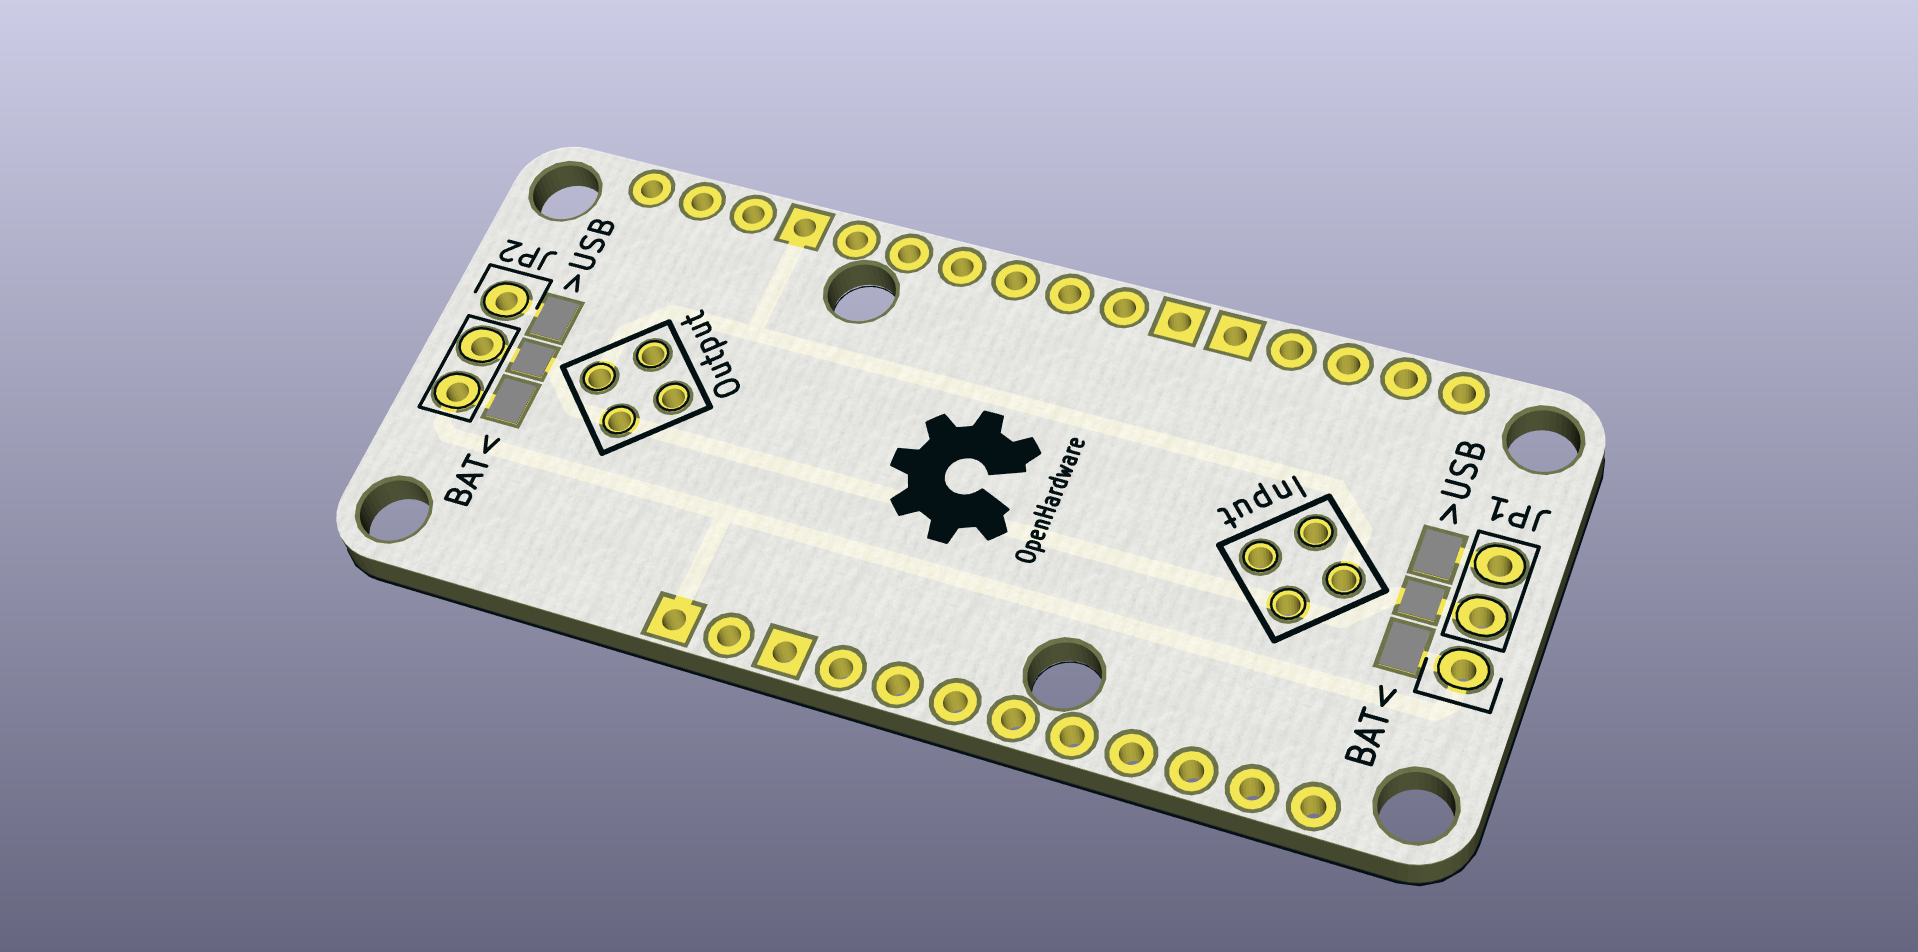 JP2
<USB
Output
BAT>
OpenHardware
Input
<USB
JP1
BAT>